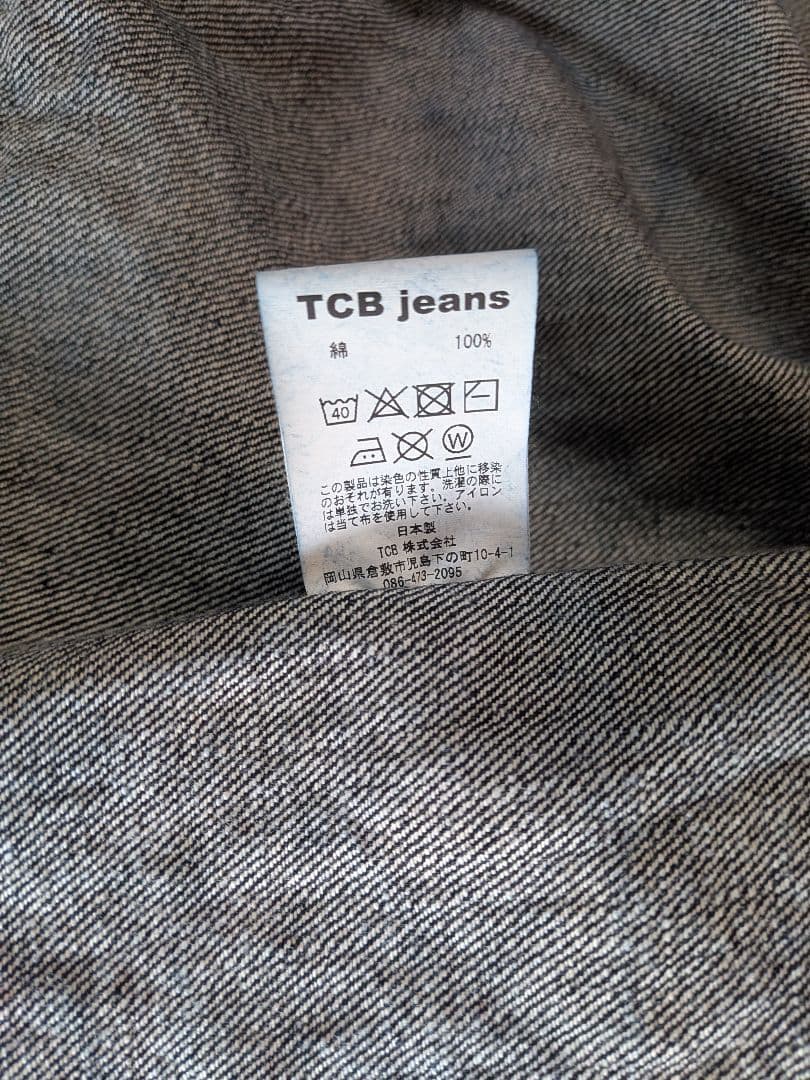 TCB jeans
綿 100%
40
W
この製品は染色の性質上他に移染
のおそれが有ります。洗濯の際に
は単独でお洗い下さい。アイロン
は当て布を使用して下さい。
日本製
TCB 株式会社
岡山県倉敷市児島下の町10-4-1
086-473-2095